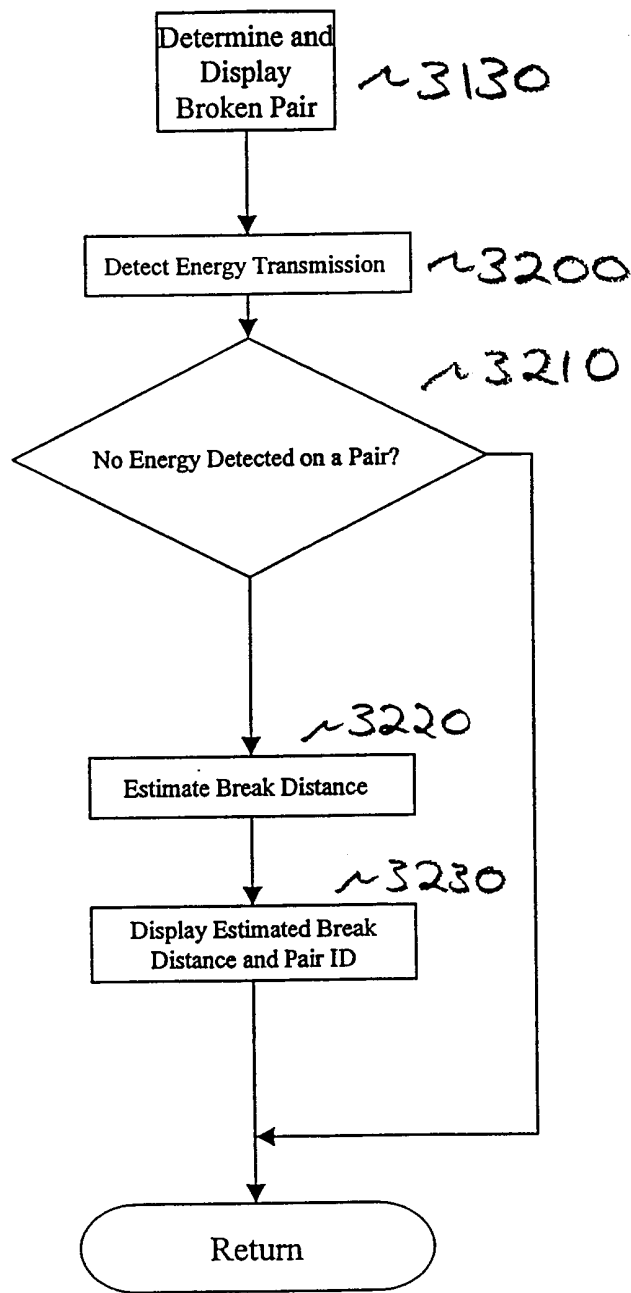 Determine and
Display
Broken Pair
~3130
Detect Energy Transmission
~3200
~3210
No Energy Detected on a Pair?
~3220
Estimate Break Distance
~3230
Display Estimated Break
Distance and Pair ID
Return